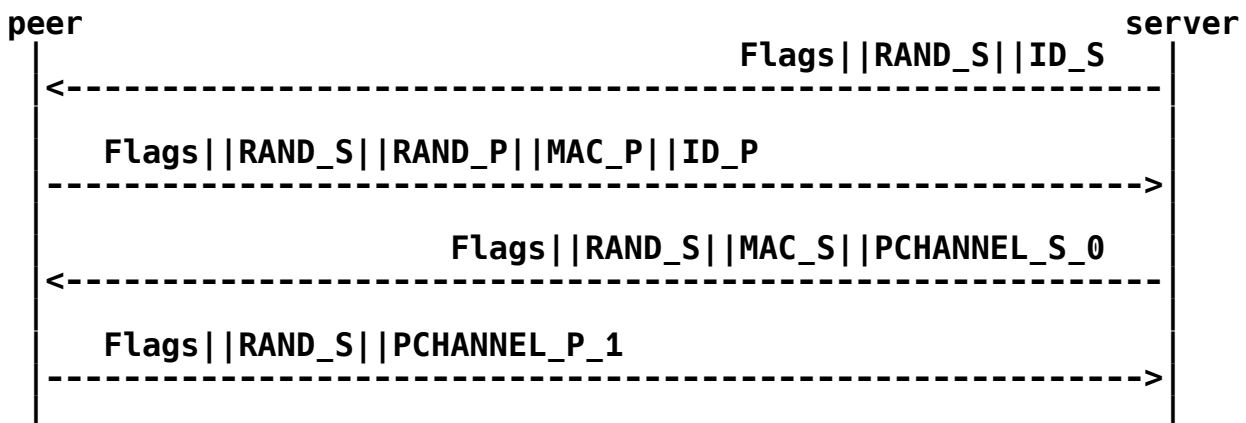 peer server
Flags||RAND_S||ID_S
Flags||RAND_S||RAND_P||MAC_P||ID_P
Flags||RAND_S||MAC_S||PCHANNEL_S_0
Flags||RAND_S||PCHANNEL_P_1